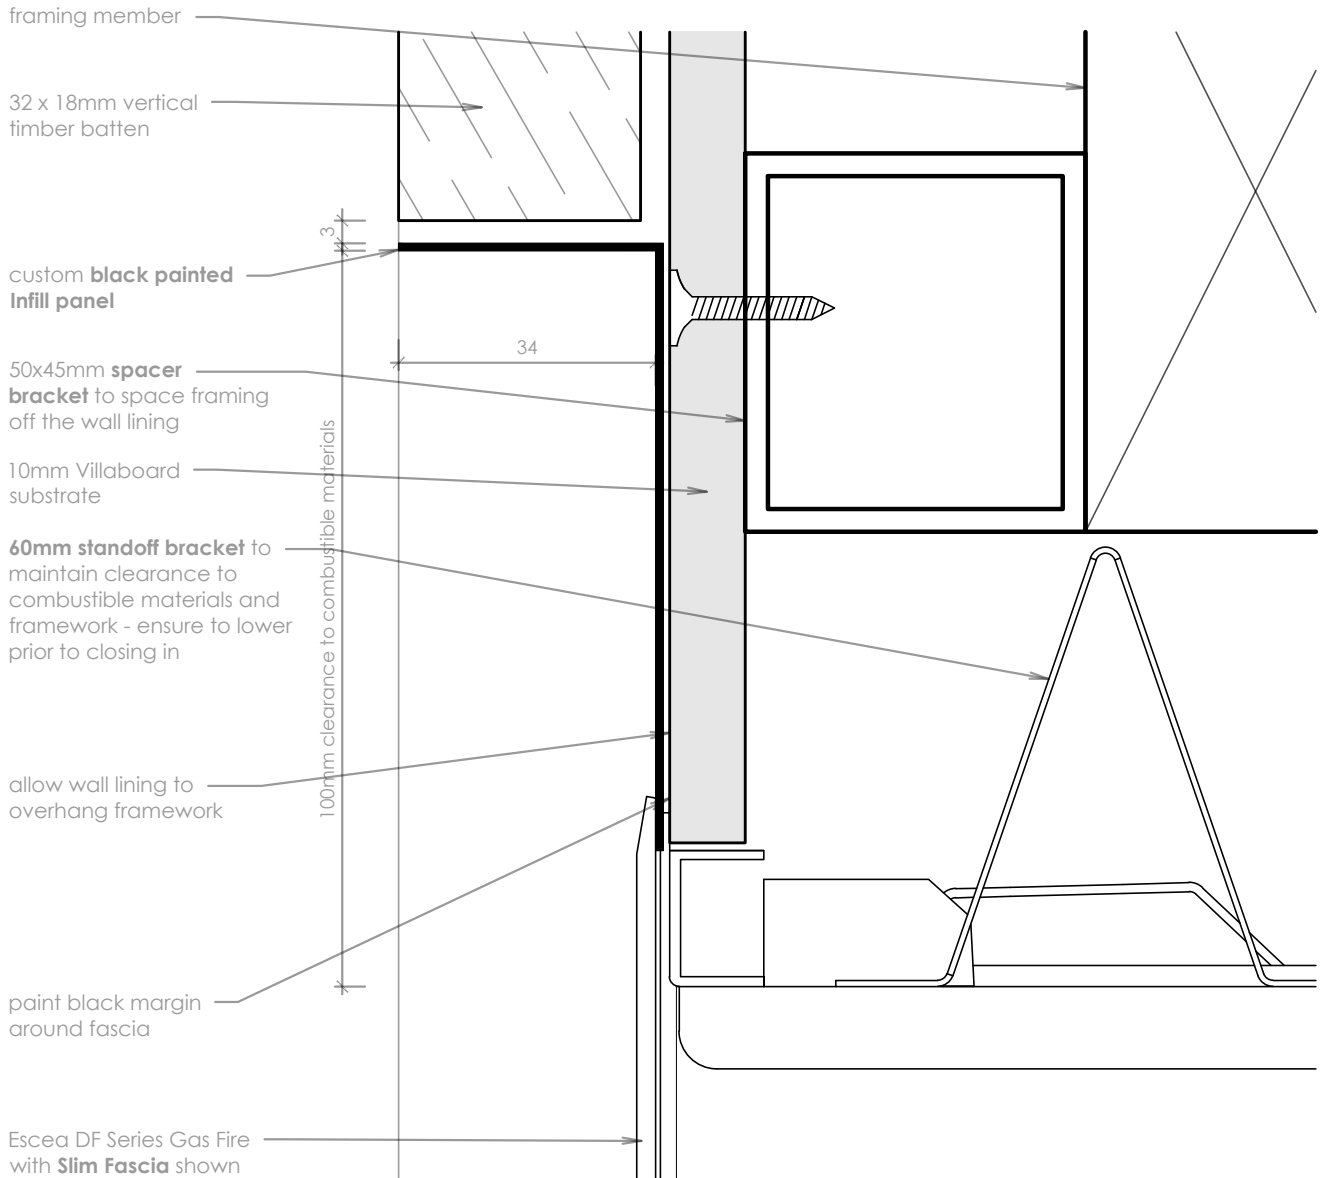 framing member
32 x 18mm vertical
timber batten
3
custom black painted
Infill panel
34
50x45mm spacer
bracket to space framing
off the wall lining
10mm Villaboard
substrate
100mm clearance to combustible materials
60mm standoff bracket to
maintain clearance to
combustible materials and
framework - ensure to lower
prior to closing in
allow wall lining to
overhang framework
paint black margin
around fascia
Escea DF Series Gas Fire
with Slim Fascia shown